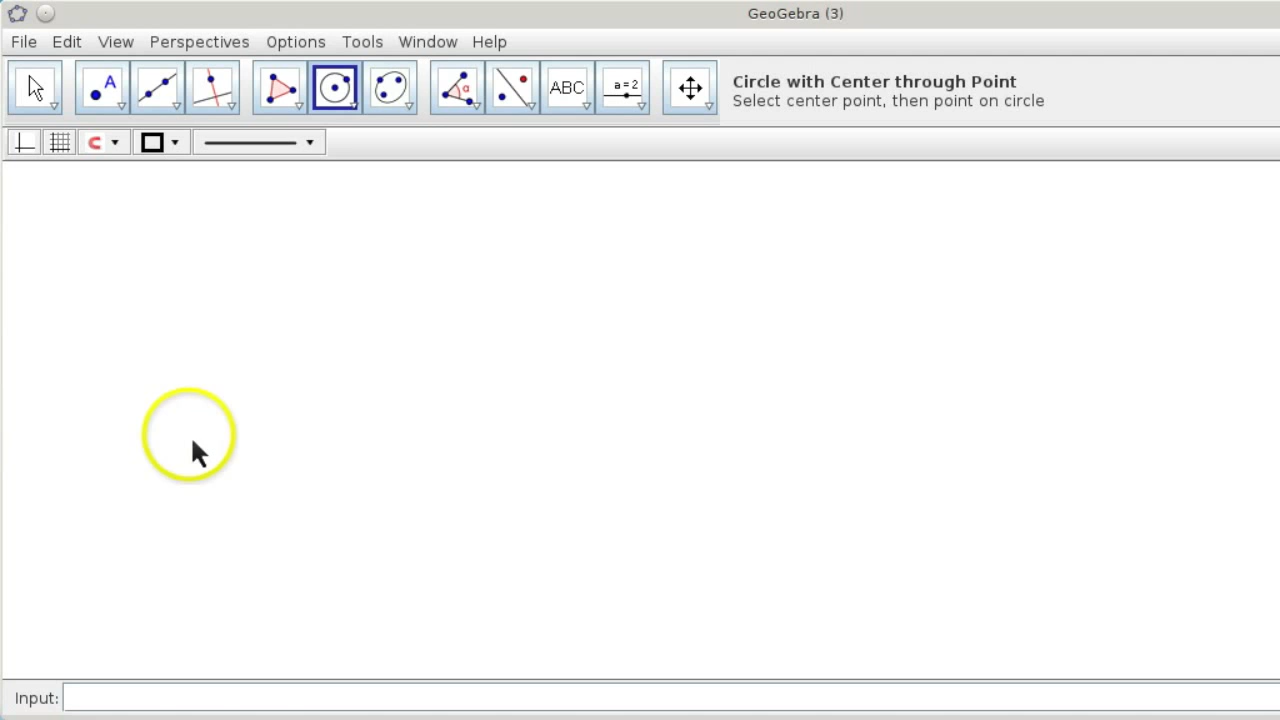 GeoGebra (3)
File Edit View Perspectives Options Tools Window Help
A α ABC a=2
Circle with Center through Point
Select center point, then point on circle
Input: